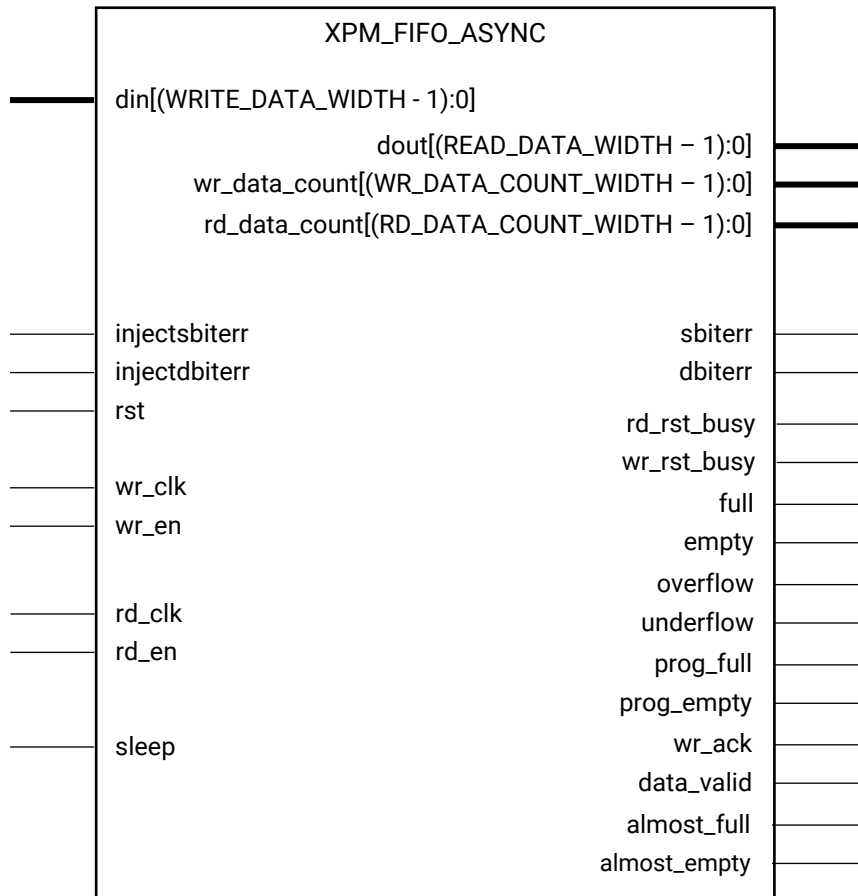 XPM_FIFO_ASYNC
din[(WRITE_DATA_WIDTH - 1):0]
dout[(READ_DATA_WIDTH – 1):0]
wr_data_count[(WR_DATA_COUNT_WIDTH – 1):0]
rd_data_count[(RD_DATA_COUNT_WIDTH – 1):0]
injectsbiterr
sbiterr
injectdbiterr
dbiterr
rst
rd_rst_busy
wr_rst_busy
wr_clk
full
wr_en
empty
overflow
rd_clk
underflow
rd_en
prog_full
prog_empty
sleep
wr_ack
data_valid
almost_full
almost_empty